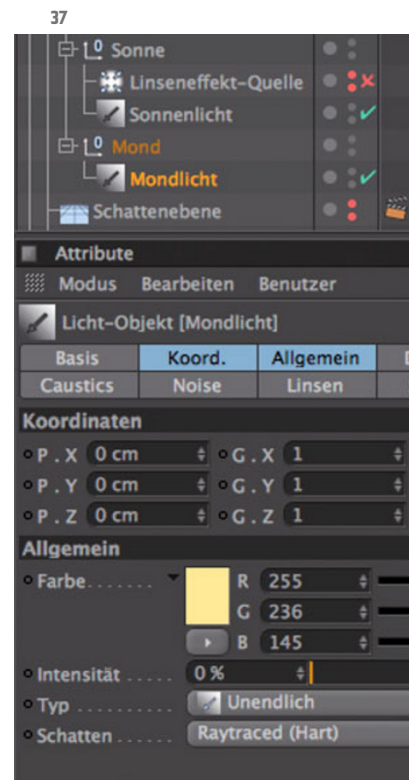 37
Sonne
Linseneffekt-Quelle
Sonnenlicht
Mond
Mondlicht
Schattenebene
Attribute
Modus Bearbeiten Benutzer
Licht-Objekt [Mondlicht]
Basis Koord. Allgemein
Caustics Noise Linsen
Koordinaten
P . X 0 cm G . X 1
P . Y 0 cm G . Y 1
P . Z 0 cm G . Z 1
Allgemein
Farbe....... R 255
G 236
B 145
Intensität ..... 0 %
Typ .......... Unendlich
Schatten ...... Raytraced (Hart)